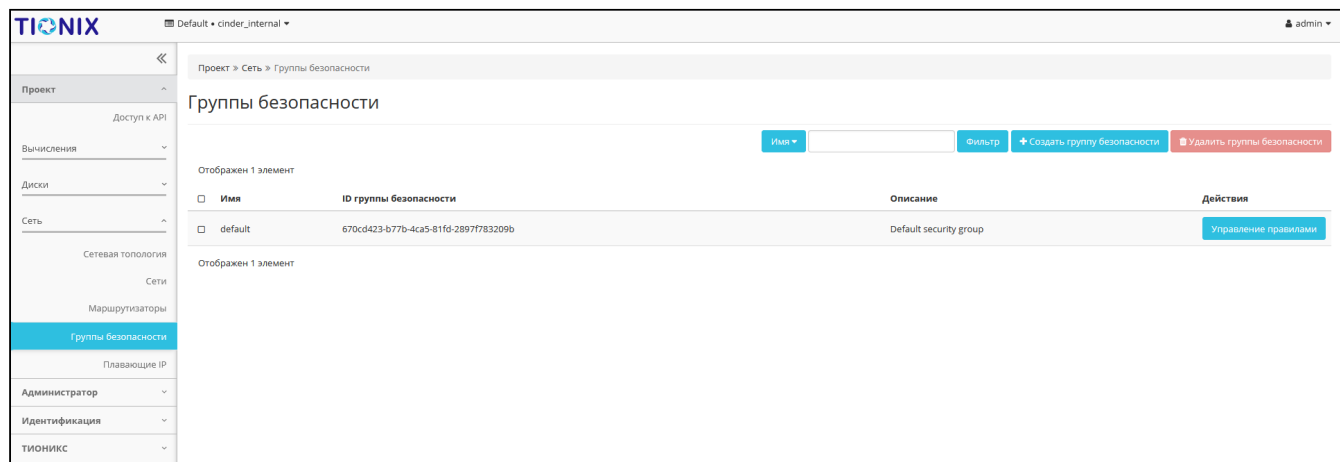 TIONIX
Default • cinder_internal
admin
Проект
Доступ к API
Вычисления
Диски
Сеть
Сетевая топология
Сети
Маршрутизаторы
Группы безопасности
Плавающие IP
Администратор
Идентификация
ТИОНИКС
Проект » Сеть » Группы безопасности
Группы безопасности
Имя Фильтр + Создать группу безопасности Удалить группы безопасности
Отображен 1 элемент
Имя ID группы безопасности Описание Действия
default 670cd423-b77b-4ca5-81fd-2897f783209b Default security group Управление правилами
Отображен 1 элемент